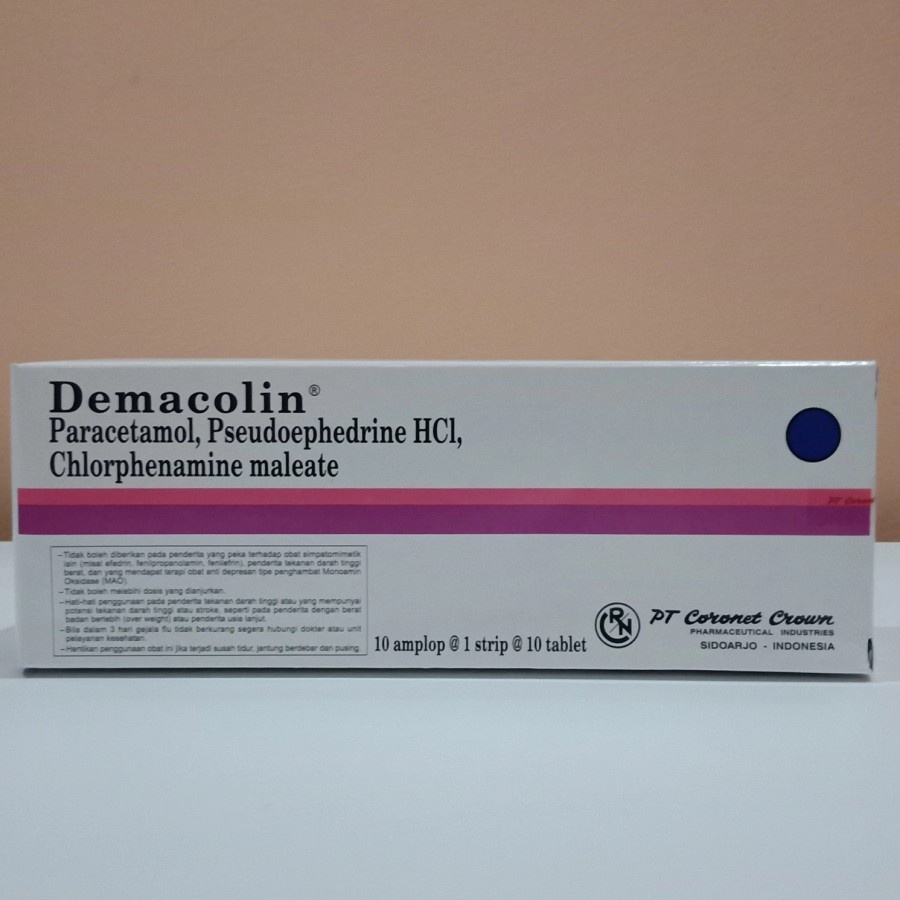 Demacolin®
Paracetamol, Pseudoephedrine HCl,
Chlorphenamine maleate
PT Coronet
– Tidak boleh diberikan pada penderita yang peka terhadap obat simpatomimetik
lain (misal efedrin, fenilpropanolamin, fenilefrin), penderita tekanan darah tinggi
berat, dan yang mendapat terapi obat anti depresan tipe penghambat Monoamin
Oksidase (MAO).
– Tidak boleh melebihi dosis yang dianjurkan.
– Hati-hati penggunaan pada penderita tekanan darah tinggi atau yang mempunyai
potensi tekanan darah tinggi atau stroke, seperti pada penderita dengan berat
badan berlebih (over weight) atau penderita usia lanjut.
– Bila dalam 3 hari gejala flu tidak berkurang segera hubungi dokter atau unit
pelayanan kesehatan.
– Hentikan penggunaan obat ini jika terjadi susah tidur, jantung berdebar dan pusing.
10 amplop @ 1 strip @ 10 tablet
CRN
PT Coronet Crown
PHARMACEUTICAL INDUSTRIES
SIDOARJO - INDONESIA